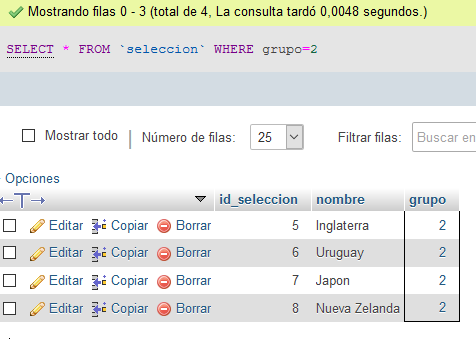 Mostrando filas 0 - 3 (total de 4, La consulta tardó 0,0048 segundos.)
SELECT * FROM `seleccion` WHERE grupo=2
Mostrar todo Número de filas: 25 Filtrar filas: Buscar en
Opciones
id_seleccion nombre grupo
Editar Copiar Borrar 5 Inglaterra 2
Editar Copiar Borrar 6 Uruguay 2
Editar Copiar Borrar 7 Japon 2
Editar Copiar Borrar 8 Nueva Zelanda 2